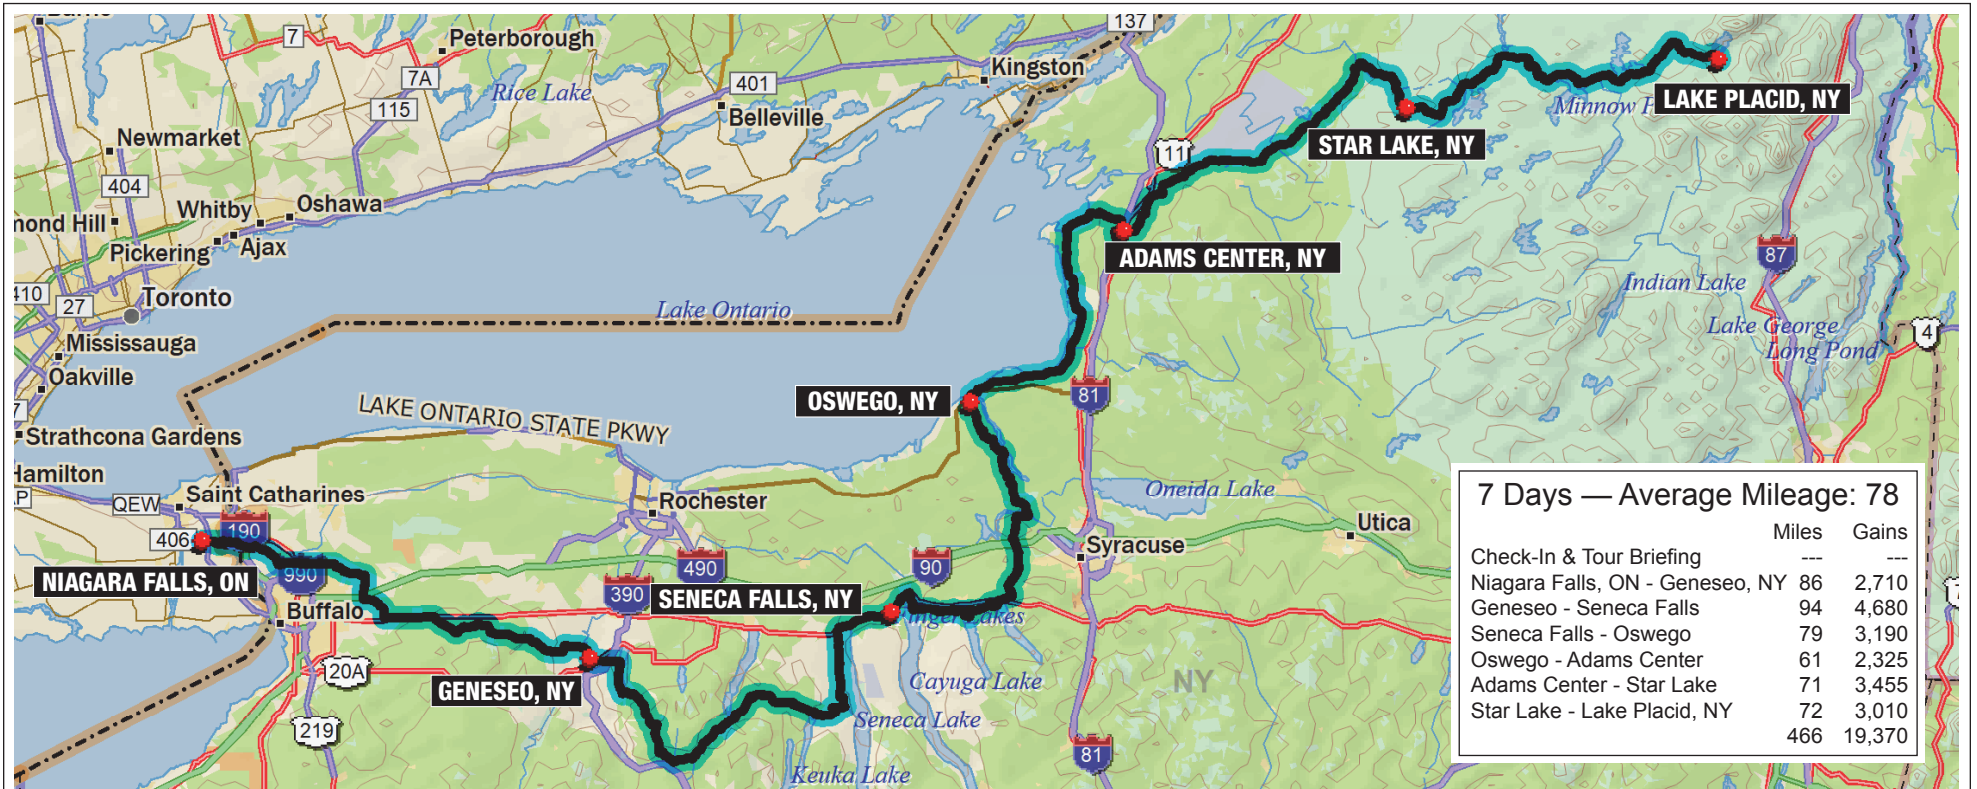 137
7
Peterborough
Kingston
7A
401
Rice Lake
115
Belleville
Minnow
LAKE PLACID, NY
Newmarket
STAR LAKE, NY
11
404
Whitby
Oshawa
mond Hill
Pickering
Ajax
ADAMS CENTER, NY
87
410
27
Toronto
Indian Lake
Lake Ontario
Lake George
4
Mississauga
Long Pond
Oakville
OSWEGO, NY
81
7
LAKE ONTARIO STATE PKWY
Strathcona Gardens
Hamilton
QEW
Saint Catharines
Rochester
Oneida Lake
190
406
Utica
Syracuse
NIAGARA FALLS, ON
990
490
90
390
SENECA FALLS, NY
Buffalo
Finger Lakes
20A
GENESEO, NY
Cayuga Lake
NY
219
Seneca Lake
81
Keuka Lake
7 Days — Average Mileage: 78
Miles Gains
Check-In & Tour Briefing --- ---
Niagara Falls, ON - Geneseo, NY 86 2,710
Geneseo - Seneca Falls 94 4,680
Seneca Falls - Oswego 79 3,190
Oswego - Adams Center 61 2,325
Adams Center - Star Lake 71 3,455
Star Lake - Lake Placid, NY 72 3,010
466 19,370